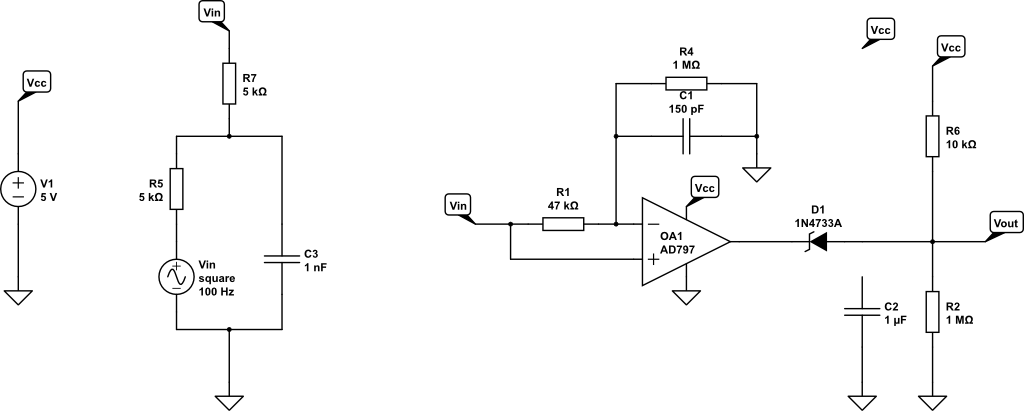 Vcc
V1
5 V
Vin
R7
5 kΩ
R5
5 kΩ
Vin
square
100 Hz
C3
1 nF
Vin
R1
47 kΩ
R4
1 MΩ
C1
150 pF
Vcc
OA1
AD797
D1
1N4733A
Vcc
C2
1 µF
Vcc
R6
10 kΩ
Vout
R2
1 MΩ